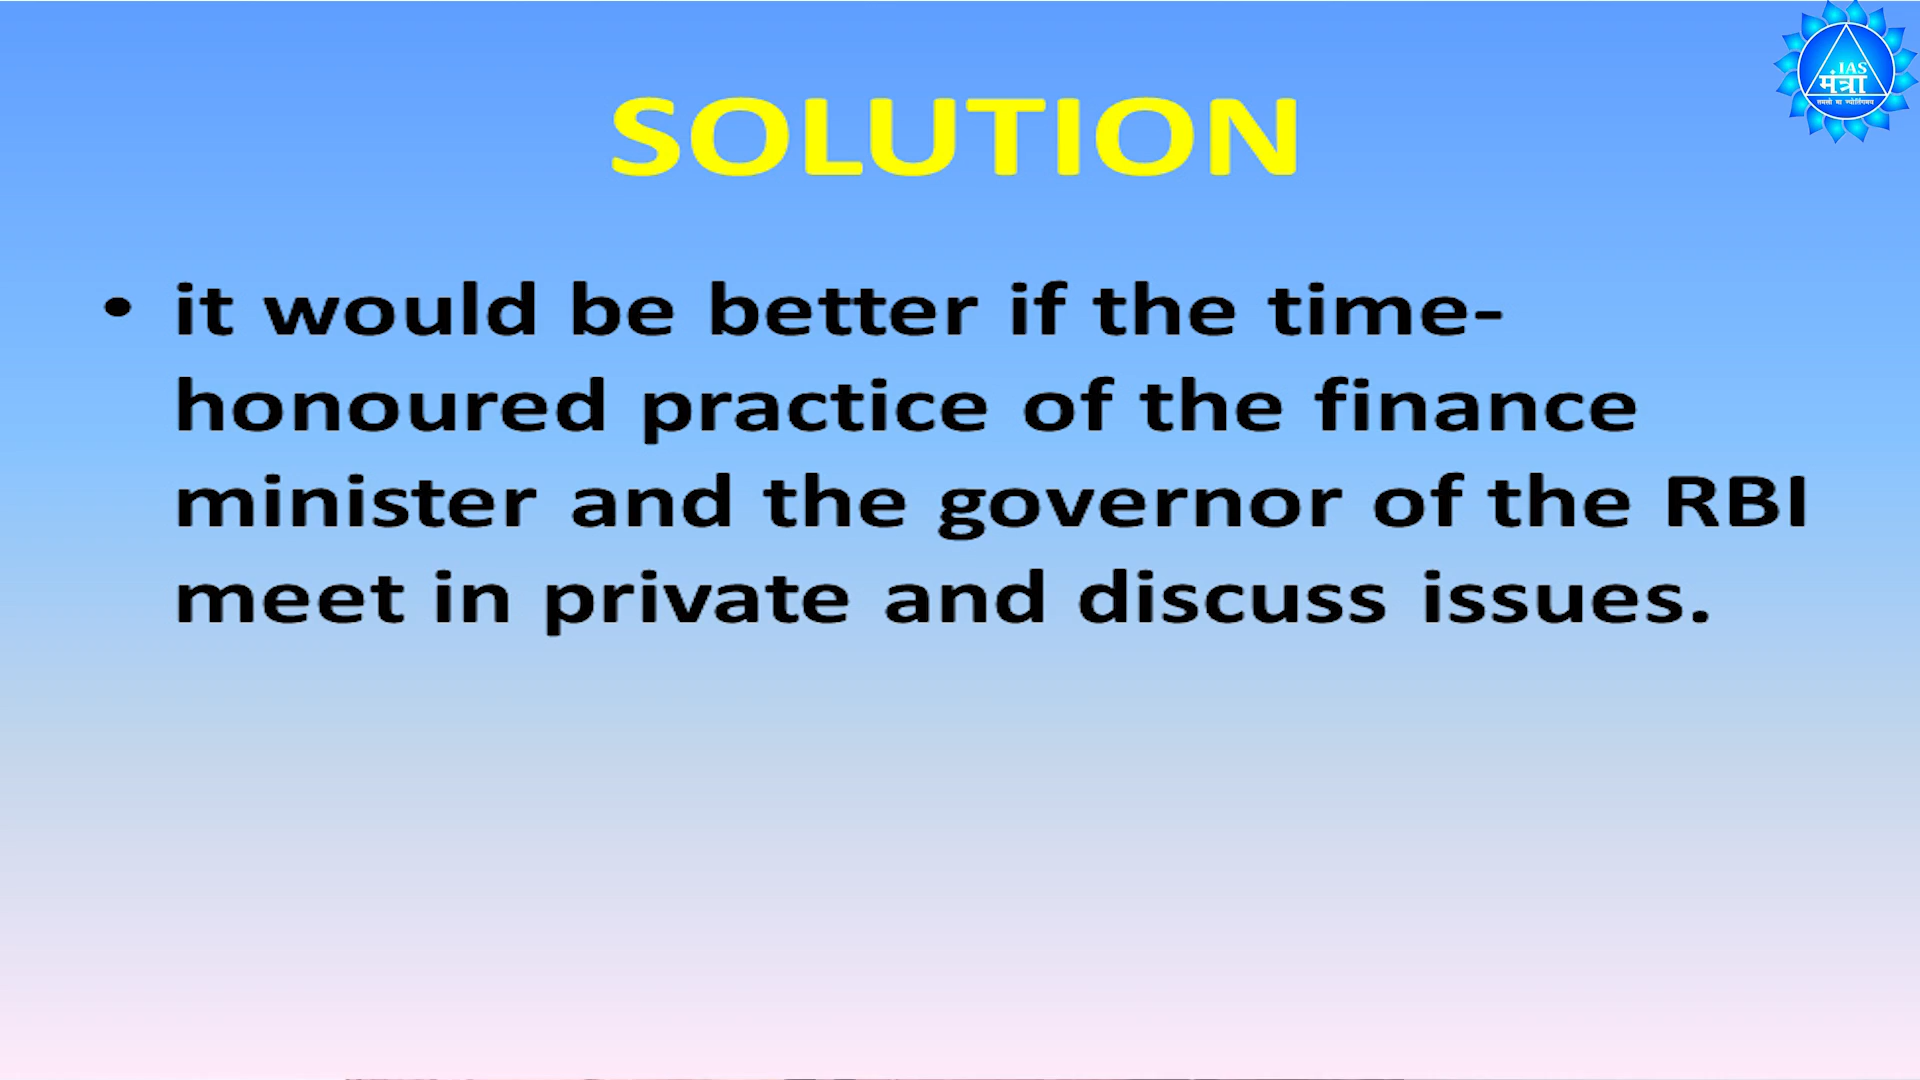 IAS
मंत्रा
SOLUTION
• it would be better if the time-
honoured practice of the finance
minister and the governor of the RBI
meet in private and discuss issues.